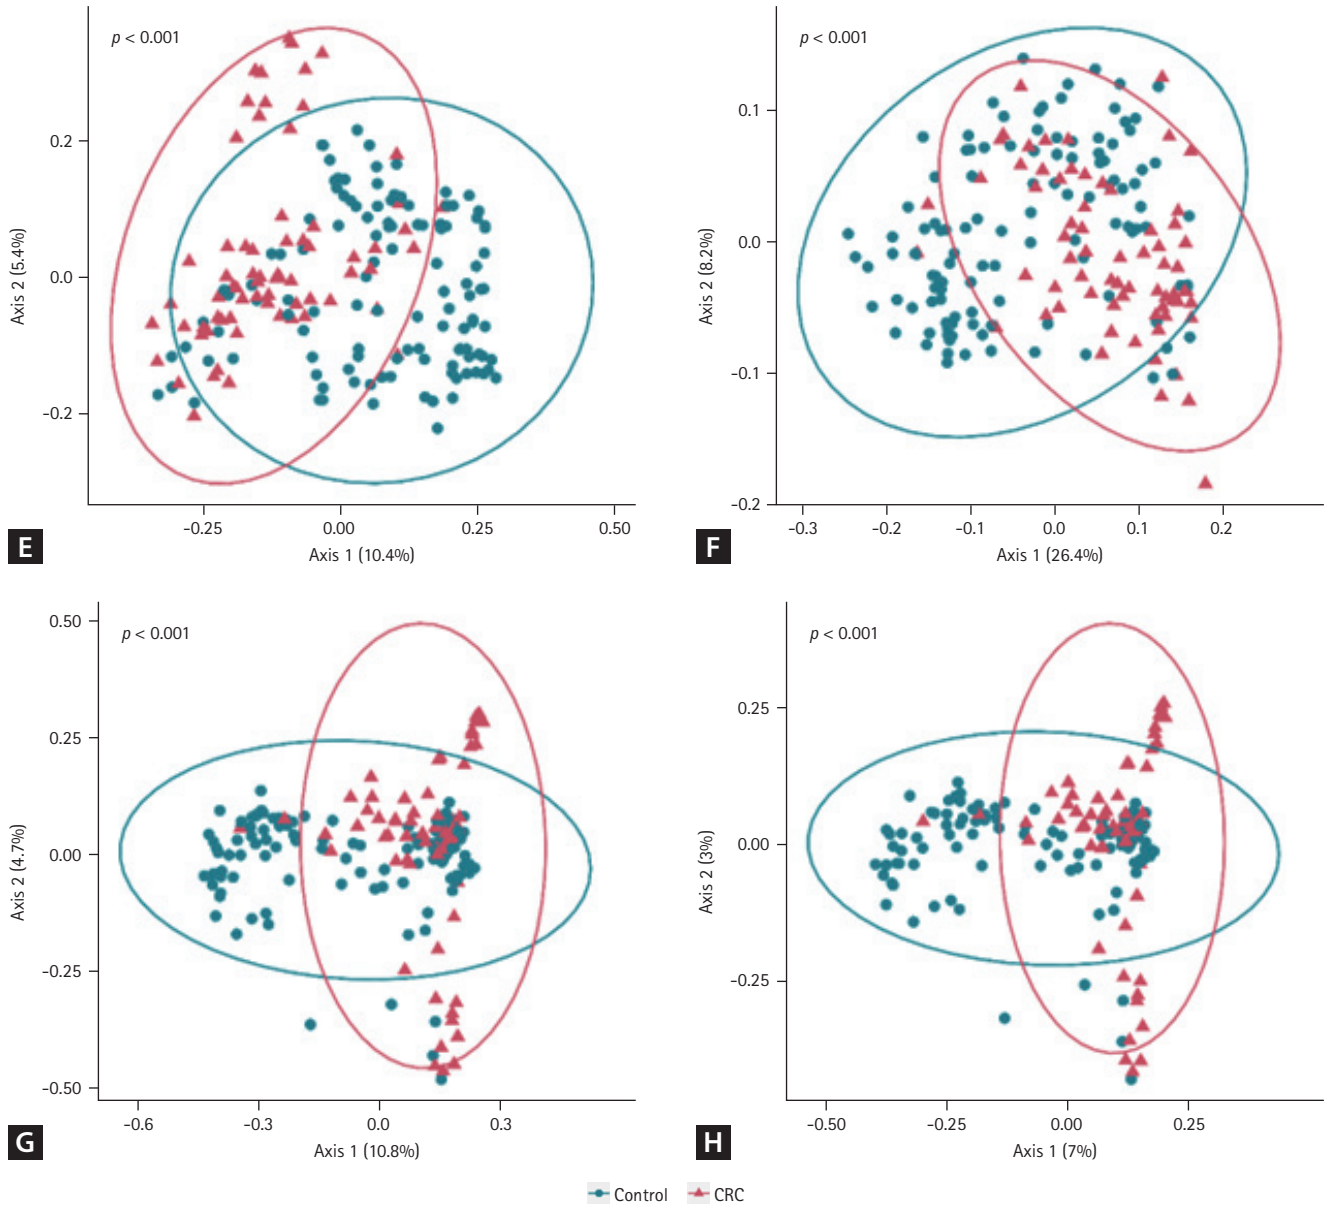 p < 0.001
0.2
0.0
-0.2
Axis 2 (5.4%)
-0.25
0.00
0.25
0.50
Axis 1 (10.4%)
E
p < 0.001
0.1
0.0
-0.1
-0.2
Axis 2 (8.2%)
-0.3
-0.2
-0.1
0.0
0.1
0.2
Axis 1 (26.4%)
F
p < 0.001
0.50
0.25
0.00
-0.25
-0.50
Axis 2 (4.7%)
-0.6
-0.3
0.0
0.3
Axis 1 (10.8%)
G
p < 0.001
0.25
0.00
-0.25
Axis 2 (3%)
-0.50
-0.25
0.00
0.25
Axis 1 (7%)
H
Control CRC